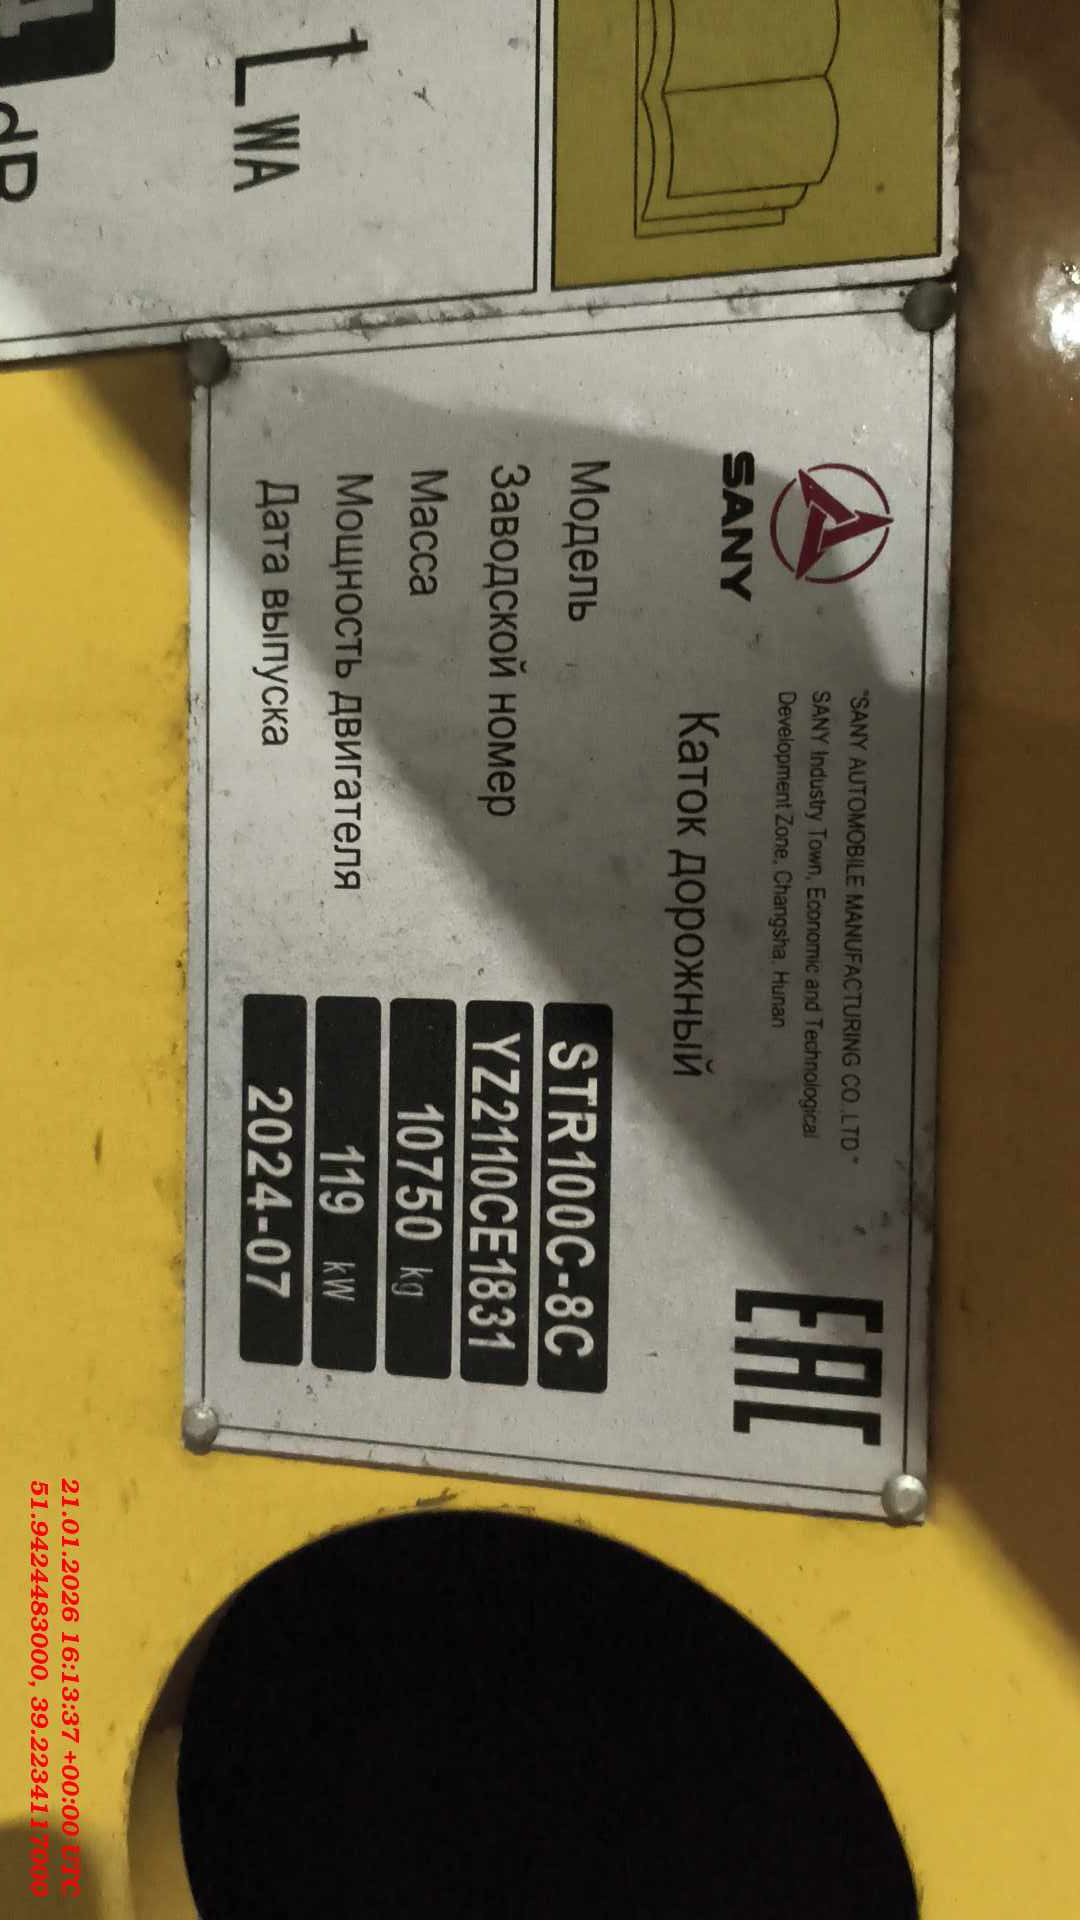 LWA
dB
SANY
"SANY AUTOMOBILE MANUFACTURING CO.,LTD"
SANY Industry Town, Economic and Technological
Development Zone, Changsha, Hunan
EAC
Каток дорожный
Модель STR100C-8C
Заводской номер YZ2110CE1831
Масса 10750 kg
Мощность двигателя 119 kW
Дата выпуска 2024-07
21.01.2026 16:13:37 +00:00 UTC
51.9424483000, 39.2234117000